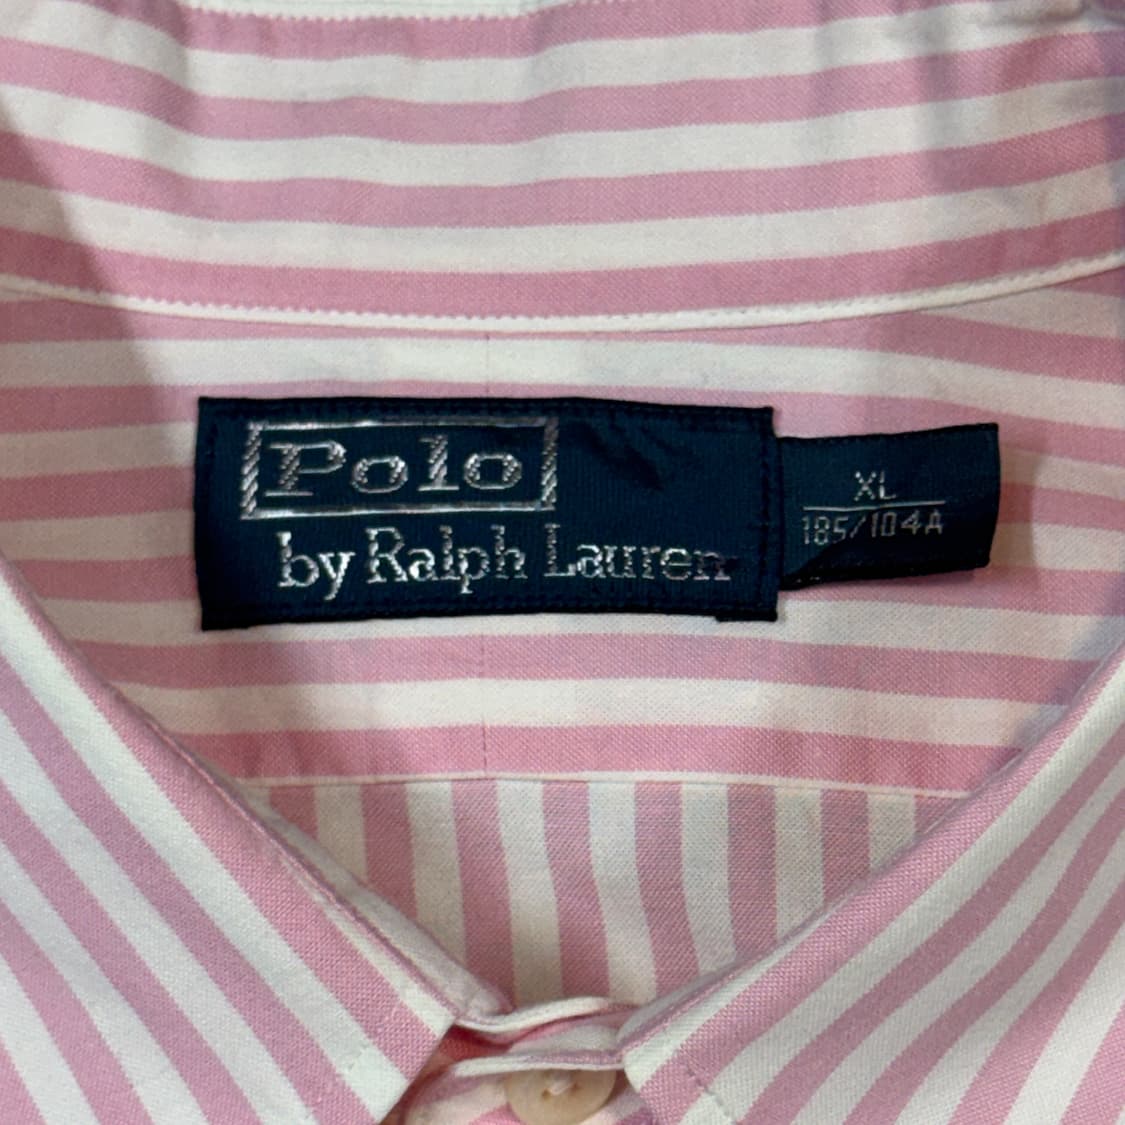 Polo
by Ralph Lauren
XL
185/104A